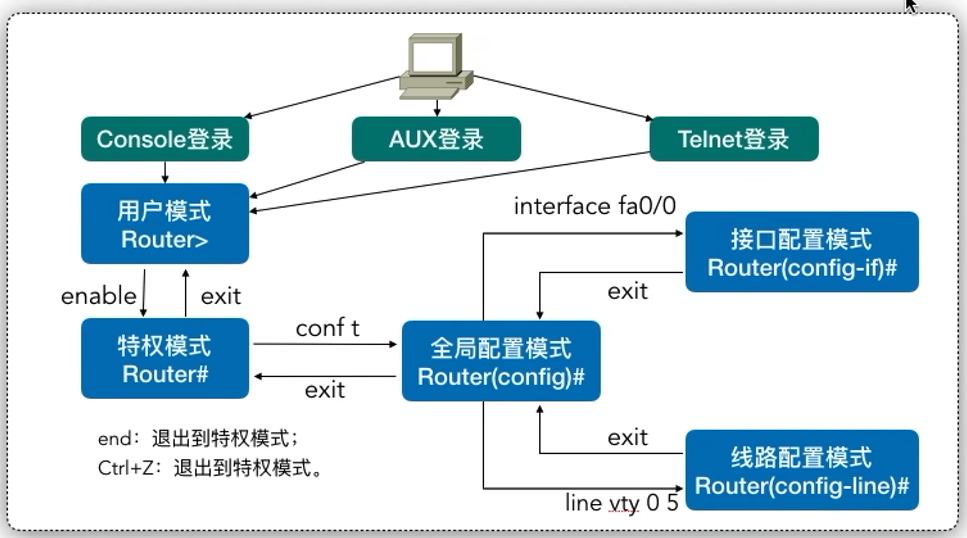 Console登录
AUX登录
Telnet登录
用户模式
Router>
interface fa0/0
接口配置模式
Router(config-if)#
enable
exit
exit
特权模式
Router#
conf t
exit
全局配置模式
Router(config)#
end：退出到特权模式；
Ctrl+Z：退出到特权模式。
exit
线路配置模式
Router(config-line)#
line vty 0 5